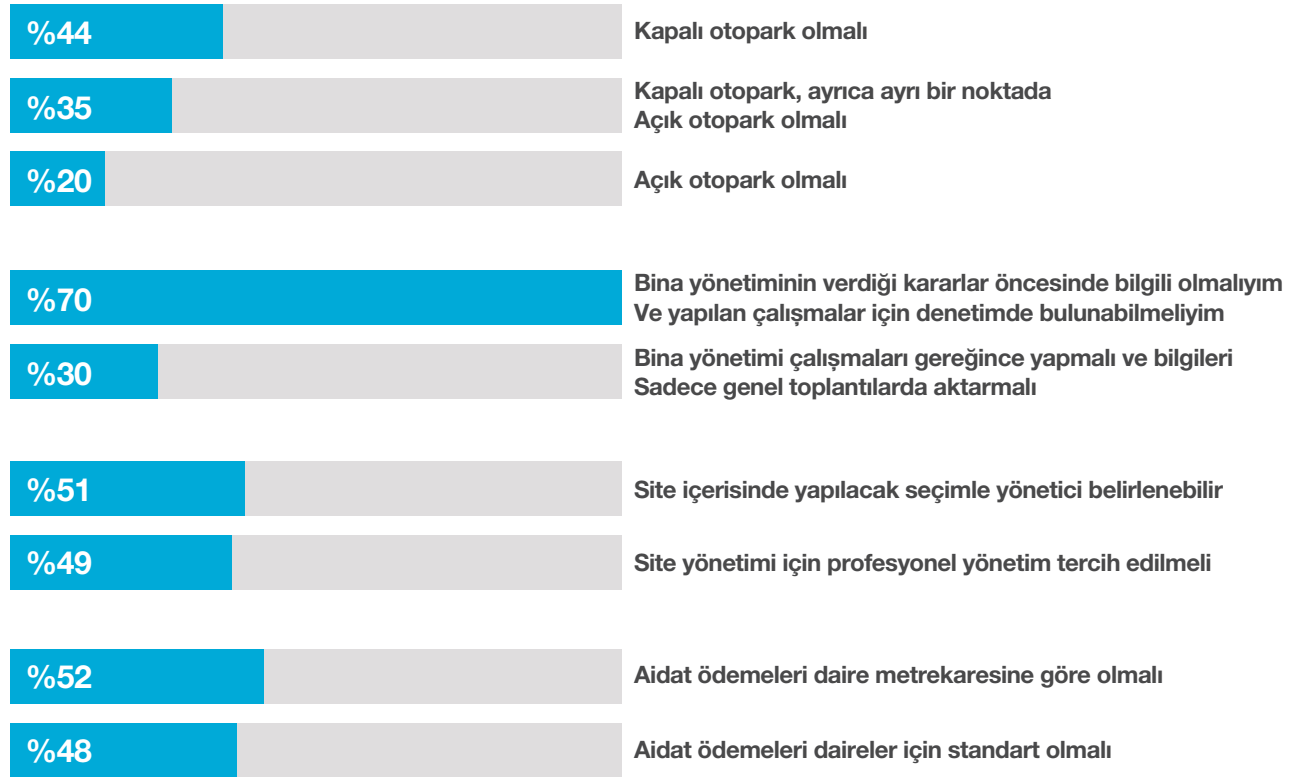 %44 Kapalı otopark olmalı
%35 Kapalı otopark, ayrıca ayrı bir noktada
Açık otopark olmalı
%20 Açık otopark olmalı
%70 Bina yönetiminin verdiği kararlar öncesinde bilgili olmalıyım
Ve yapılan çalışmalar için denetimde bulunabilmeliyim
%30 Bina yönetimi çalışmaları gereğince yapmalı ve bilgileri
Sadece genel toplantılarda aktarmalı
%51 Site içerisinde yapılacak seçimle yönetici belirlenebilir
%49 Site yönetimi için profesyonel yönetim tercih edilmeli
%52 Aidat ödemeleri daire metrekaresine göre olmalı
%48 Aidat ödemeleri daireler için standart olmalı